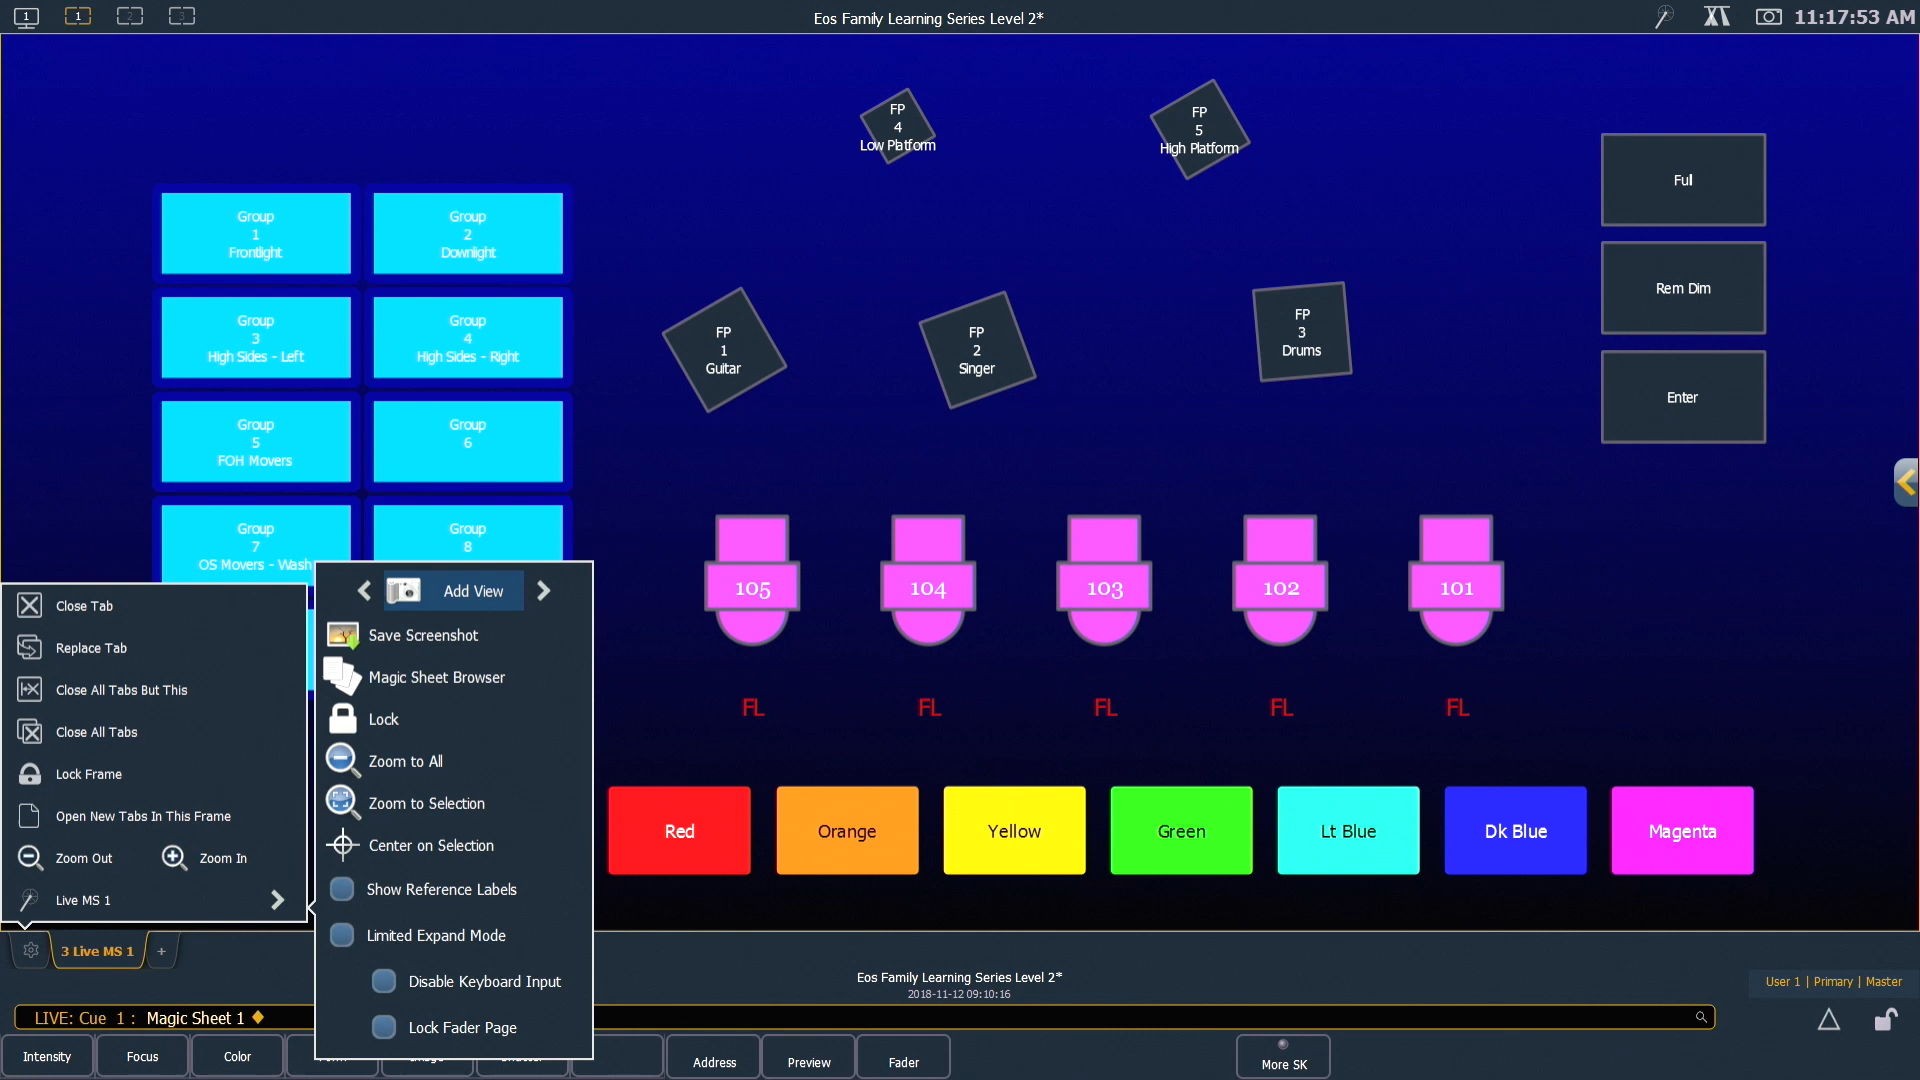 1
1
2
3
Eos Family Learning Series Level 2*
11:17:53 AM
FP
4
Low Platform
FP
5
High Platform
Full
Group
1
Frontlight
Group
2
Downlight
Rem Dim
Group
3
High Sides - Left
Group
4
High Sides - Right
FP
1
Guitar
FP
2
Singer
FP
3
Drums
Enter
Group
5
FOH Movers
Group
6
Group
7
OS Movers - Wash
Group
8
105
104
103
102
101
FL
FL
FL
FL
FL
Close Tab
Replace Tab
Close All Tabs But This
Close All Tabs
Lock Frame
Open New Tabs In This Frame
Zoom Out
Zoom In
Live MS 1
Add View
Save Screenshot
Magic Sheet Browser
Lock
Zoom to All
Zoom to Selection
Center on Selection
Show Reference Labels
Limited Expand Mode
Disable Keyboard Input
Lock Fader Page
Red
Orange
Yellow
Green
Lt Blue
Dk Blue
Magenta
3 Live MS 1
+
Eos Family Learning Series Level 2*
2018-11-12 09:10:16
User 1 | Primary | Master
LIVE: Cue 1 : Magic Sheet 1
Intensity
Focus
Color
Address
Preview
Fader
More SK